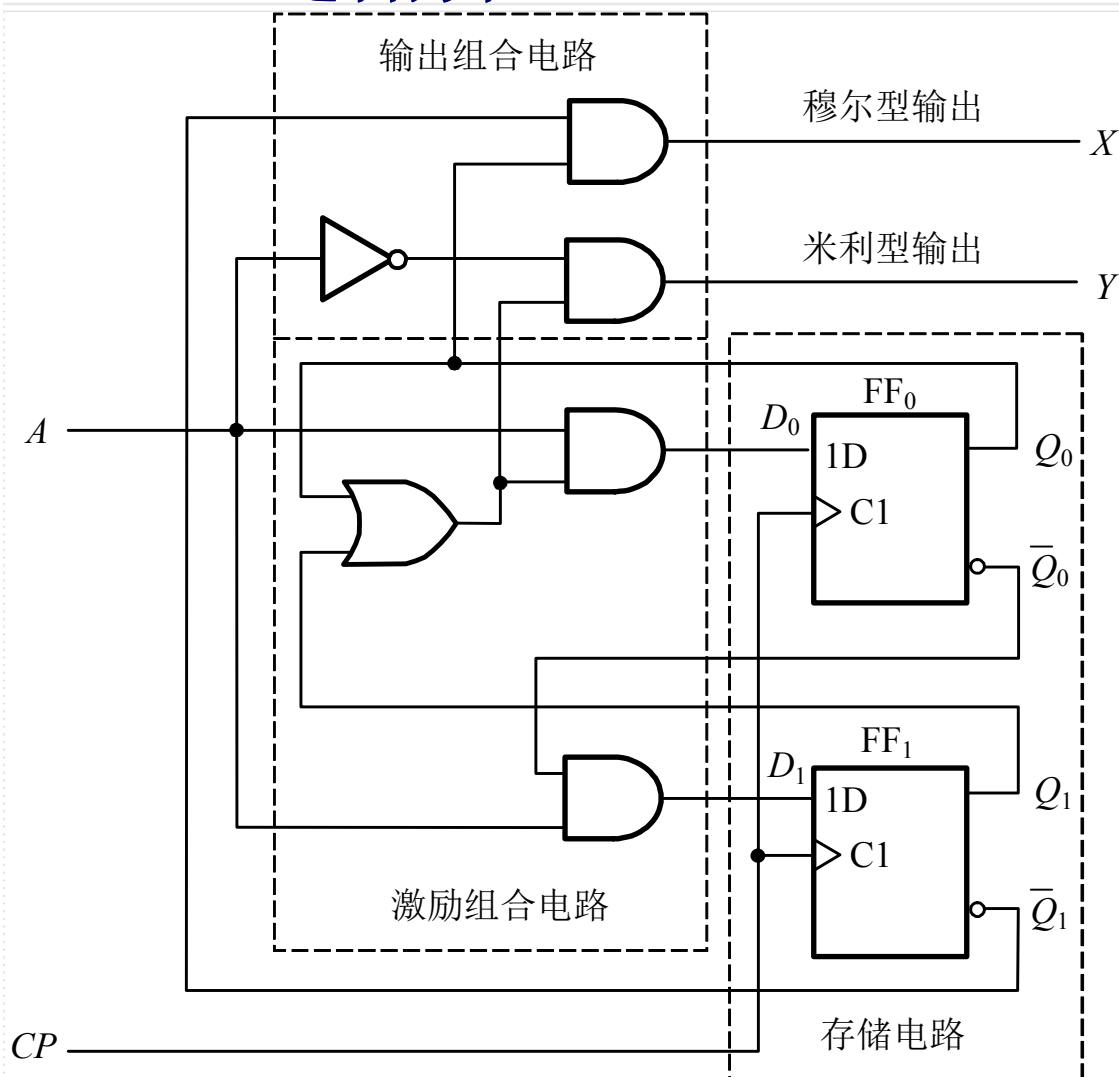 输出组合电路
穆尔型输出
X
米利型输出
Y
A
D₀
FF₀
1D
C1
Q₀
Q̅₀
D₁
FF₁
1D
C1
Q₁
Q̅₁
激励组合电路
存储电路
CP